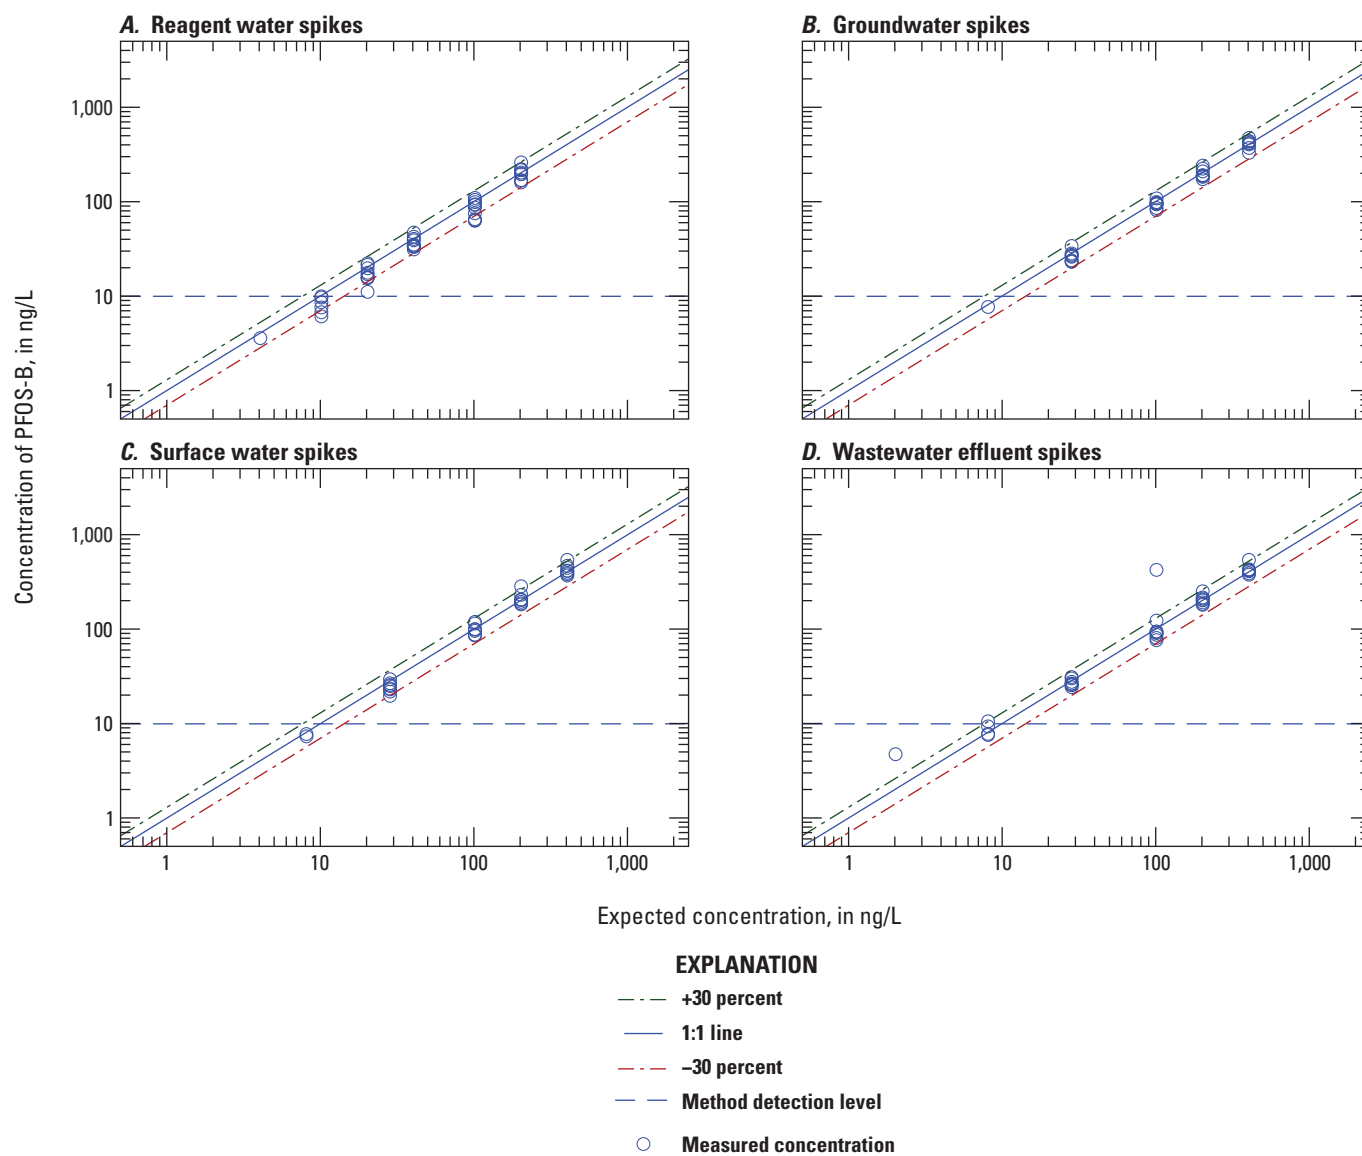 A. Reagent water spikes
B. Groundwater spikes
1,000
100
10
1
C. Surface water spikes
D. Wastewater effluent spikes
1,000
100
10
1
1 10 100 1,000
1 10 100 1,000
Concentration of PFOS-B, in ng/L
Expected concentration, in ng/L
EXPLANATION
+30 percent
1:1 line
–30 percent
Method detection level
Measured concentration